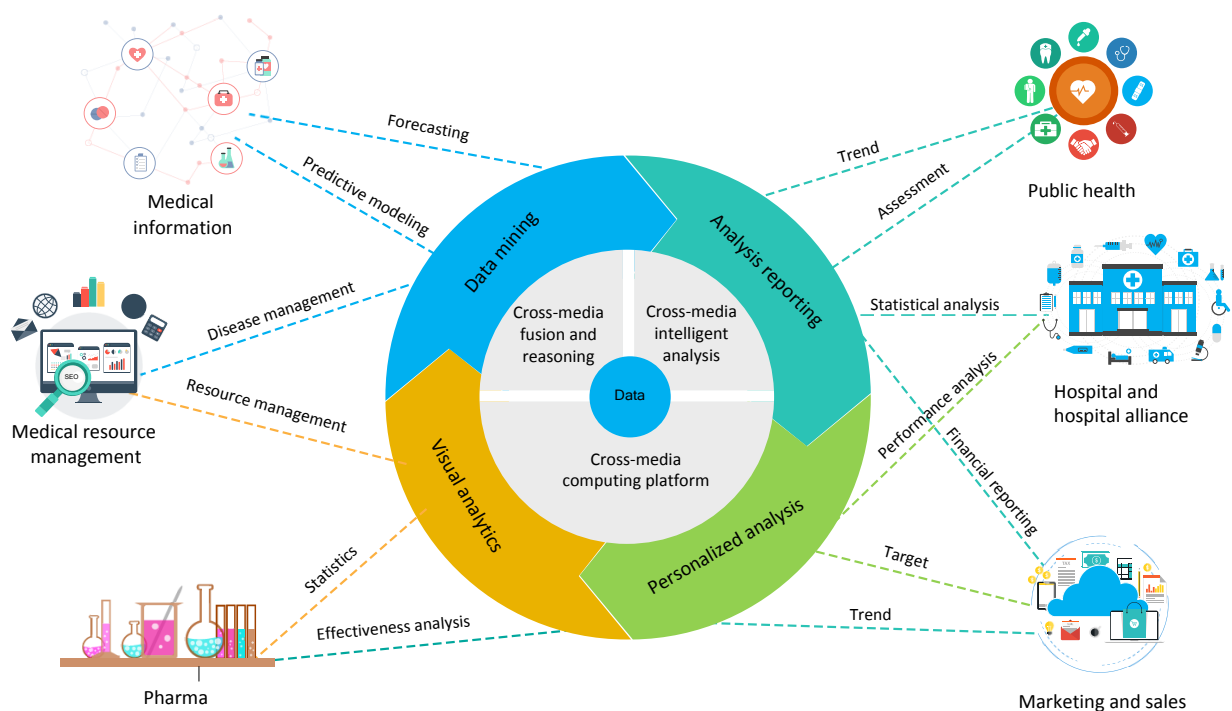 Forecasting
Predictive modeling
Medical
information
Trend
Assessment
Public health
Data mining
Analysis reporting
Cross-media
fusion and
reasoning
Cross-media
intelligent
analysis
Data
Cross-media
computing platform
Disease management
Resource management
SEO
Medical resource
management
Statistical analysis
Performance analysis
Hospital and
hospital alliance
Visual analytics
Personalized analysis
Financial reporting
Statistics
Effectiveness analysis
Pharma
Target
Trend
TAX
Marketing and sales